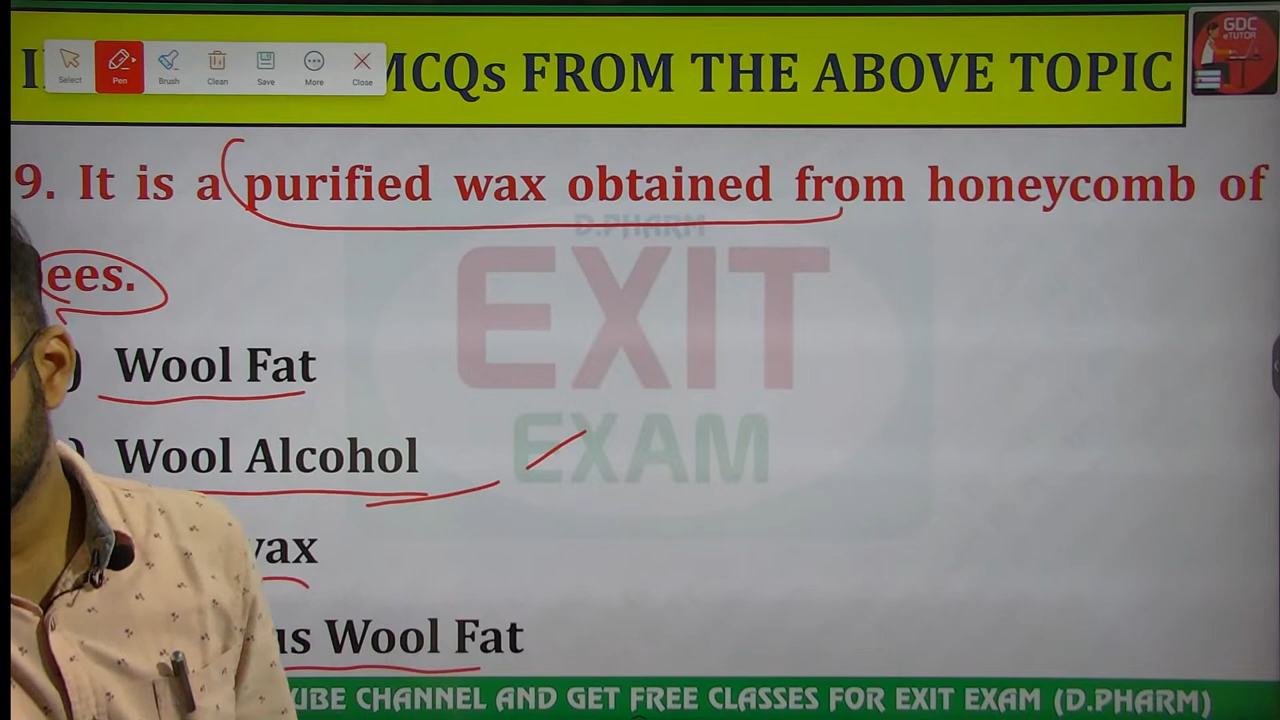 Select Pen Brush Clean Save More Close
MCQs FROM THE ABOVE TOPIC
GDC
eTUTOR
9. It is a purified wax obtained from honeycomb of
ees.
D.PHARM
EXIT
EXAM
) Wool Fat
) Wool Alcohol
wax
us Wool Fat
UBE CHANNEL AND GET FREE CLASSES FOR EXIT EXAM (D.PHARM)